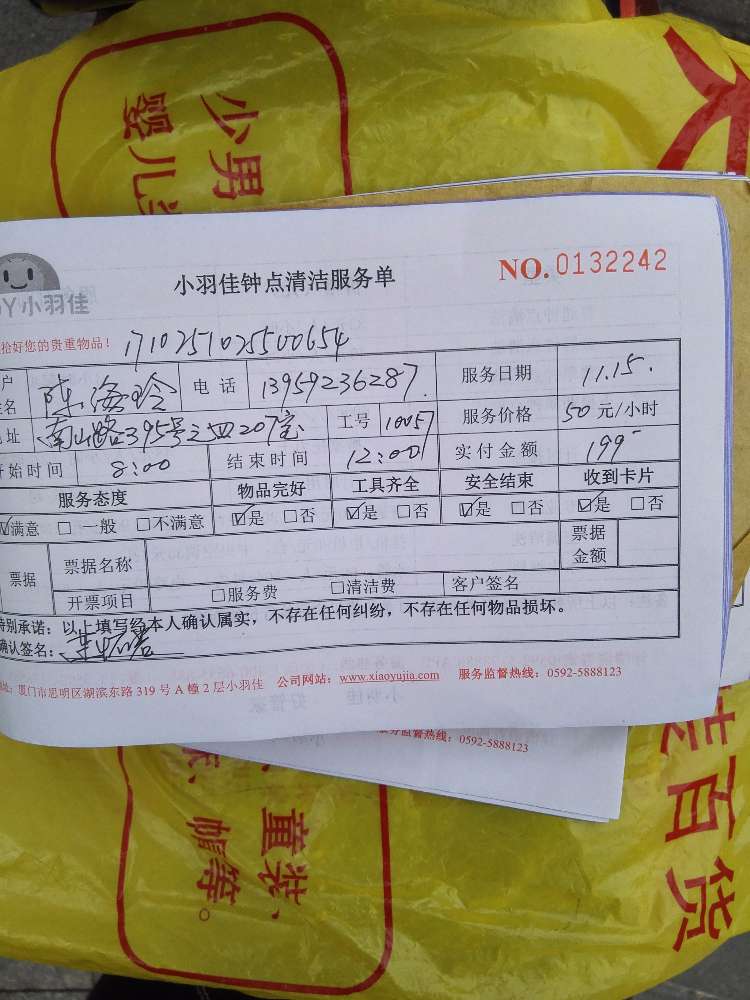 少男
婴儿
小羽佳
小羽佳钟点清洁服务单
NO.0132242
拾好您的贵重物品！
1710251025500654
户 陈海玲 电话 13959236287. 服务日期 11.15.
姓名
地址 南山路395号之四207室 工号 10057 服务价格 50元/小时
开始时间 8:00 结束时间 12:00 实付金额 199-
服务态度 物品完好 工具齐全 安全结束 收到卡片
☑满意 □一般 □不满意 ☑是 □否 ☑是 □否 ☑是 □否 ☑是 □否
票据 票据名称 票据金额
开票项目 □服务费 □清洁费 客户签名
特别承诺：以上填写经本人确认属实，不存在任何纠纷，不存在任何物品损坏。
确认签名：
地址：厦门市思明区湖滨东路 319 号 A 幢 2 层小羽佳 公司网站：www.xiaoyujia.com 服务监督热线：0592-5888123
服务监督热线：0592-5888123
童装、
帽等。
百货